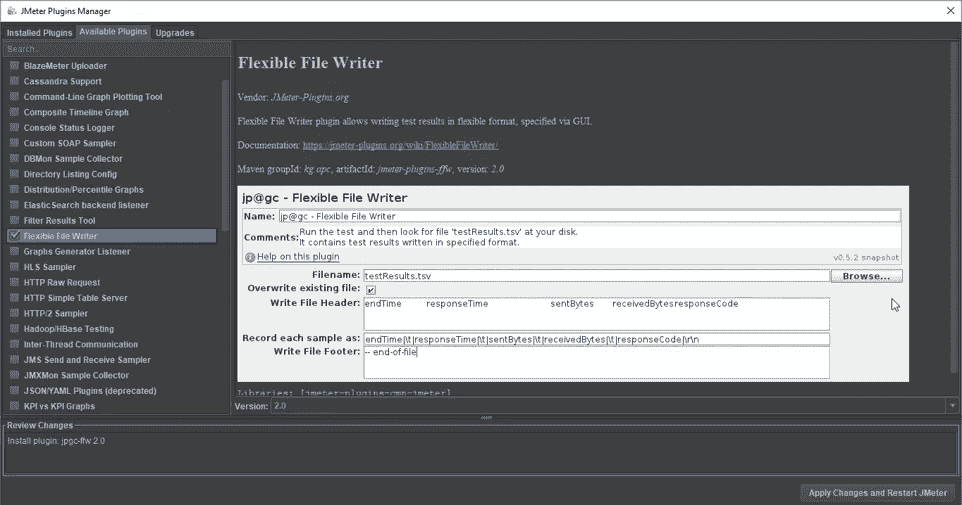 JMeter Plugins Manager
Installed Plugins Available Plugins Upgrades
Search...
BlazeMeter Uploader
Cassandra Support
Command-Line Graph Plotting Tool
Composite Timeline Graph
Console Status Logger
Custom SOAP Sampler
DBMon Sample Collector
Directory Listing Config
Distribution/Percentile Graphs
ElasticSearch backend listener
Filter Results Tool
Flexible File Writer
Graphs Generator Listener
HLS Sampler
HTTP Raw Request
HTTP Simple Table Server
HTTP/2 Sampler
Hadoop/HBase Testing
Inter-Thread Communication
JMS Send and Receive Sampler
JMXMon Sample Collector
JSON/YAML Plugins (deprecated)
KPI vs KPI Graphs
Flexible File Writer
Vendor: JMeter-Plugins.org
Flexible File Writer plugin allows writing test results in flexible format, specified via GUI.
Documentation: https://jmeter-plugins.org/wiki/FlexibleFileWriter/
Maven groupId: kg.apc, artifactId: jmeter-plugins-ffw, version: 2.0
jp@gc - Flexible File Writer
Name: jp@gc - Flexible File Writer
Comments: Run the test and then look for file 'testResults.tsv' at your disk.
It contains test results written in specified format.
Help on this plugin v0.5.2 snapshot
Filename: testResults.tsv Browse...
Overwrite existing file:
Write File Header: endTime responseTime sentBytes receivedBytesresponseCode
Record each sample as: endTime|\t|responseTime|\t|sentBytes|\t|receivedBytes|\t|responseCode|\r\n
Write File Footer: -- end-of-file
Libraries: [jmeter-plugins-cmn-jmeter]
Version: 2.0
Review Changes
Install plugin: jpgc-ffw 2.0
Apply Changes and Restart JMeter